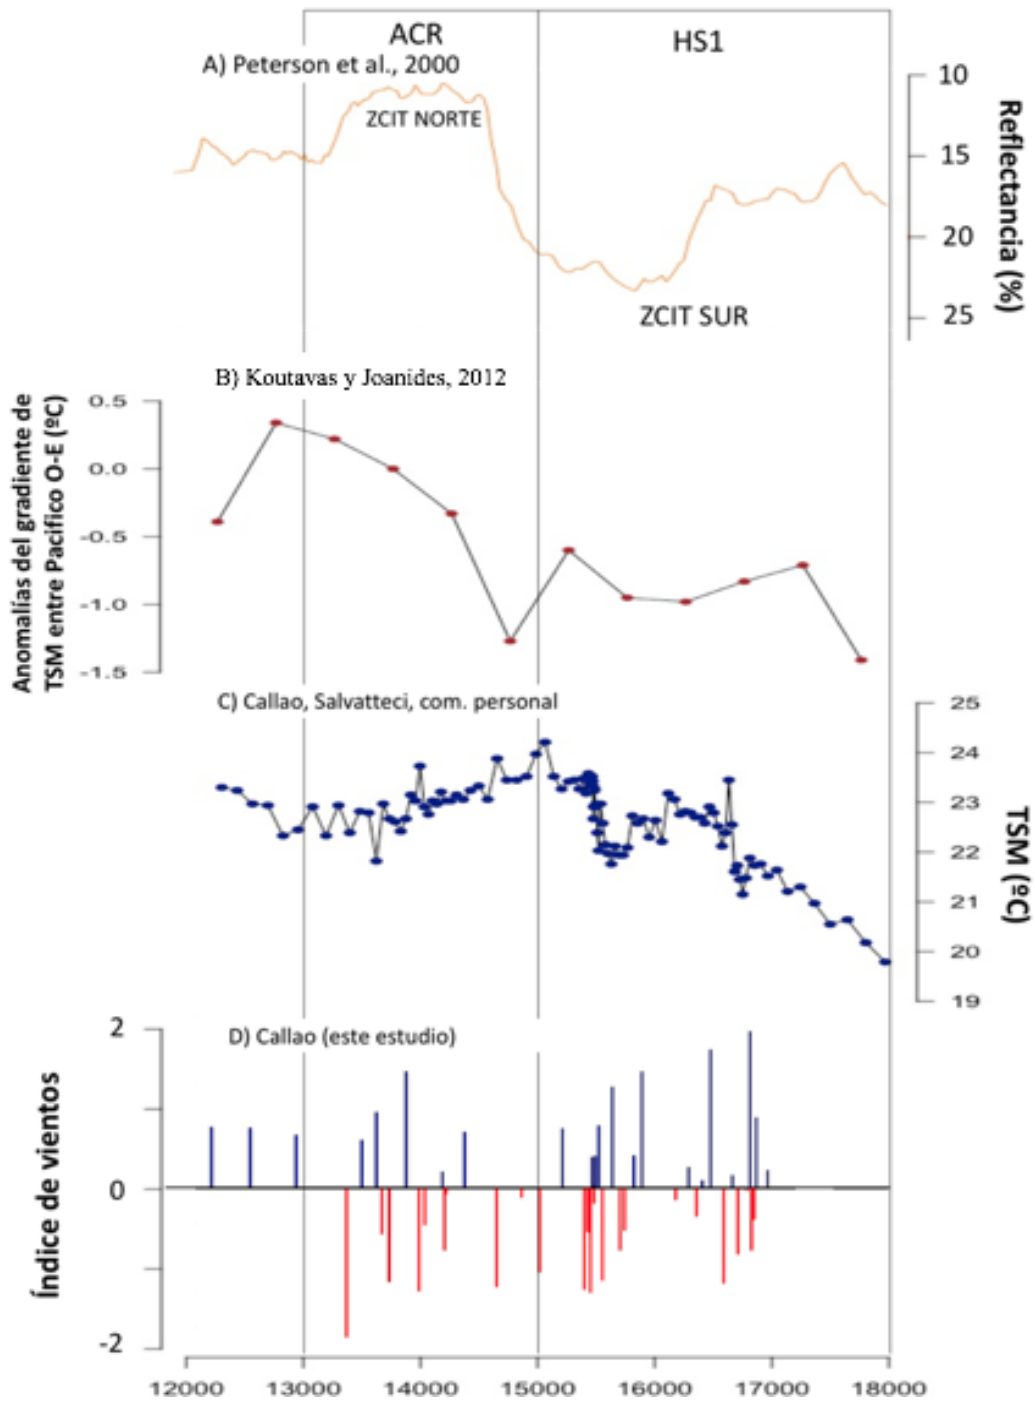 ACR
HS1
A) Peterson et al., 2000
ZCIT NORTE
ZCIT SUR
10
15
20
25
Reflectancia (%)
B) Koutavas y Joanides, 2012
Anomalías del gradiente de
TSM entre Pacifico O-E (ºC)
0.5
0.0
-0.5
-1.0
-1.5
C) Callao, Salvatteci, com. personal
25
24
23
22
21
20
19
TSM (ºC)
D) Callao (este estudio)
Índice de vientos
2
0
-2
12000 13000 14000 15000 16000 17000 18000